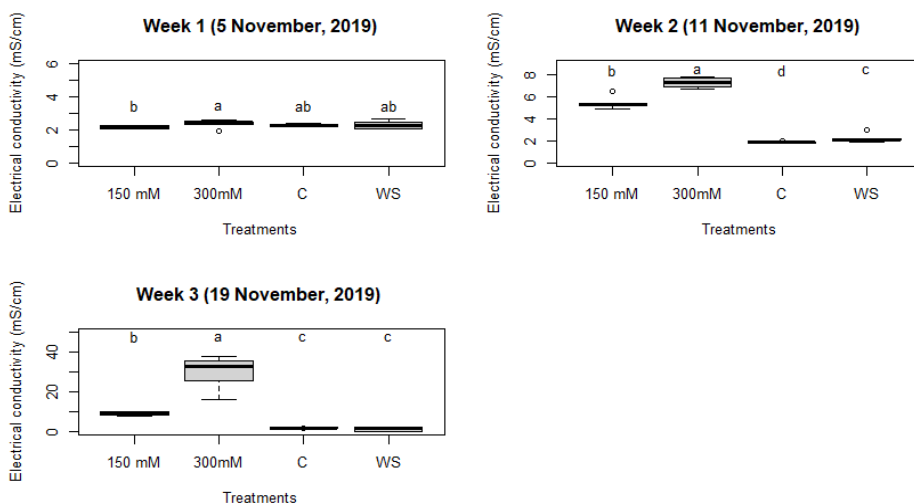 Week 1 (5 November, 2019)
Electrical conductivity (mS/cm)
6
4
2
0
b a ab ab
150 mM 300mM C WS
Treatments
Week 2 (11 November, 2019)
Electrical conductivity (mS/cm)
8
6
4
2
0
b a d c
150 mM 300mM C WS
Treatments
Week 3 (19 November, 2019)
Electrical conductivity (mS/cm)
40
20
0
b a c c
150 mM 300mM C WS
Treatments